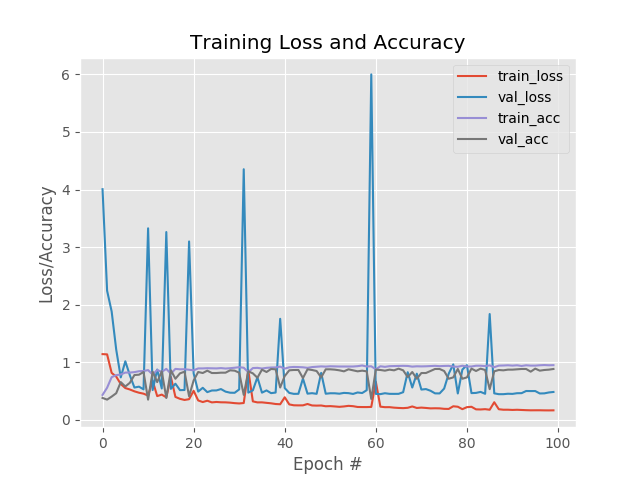 Training Loss and Accuracy
train_loss
val_loss
train_acc
val_acc
6
5
4
3
2
1
0
Loss/Accuracy
0 20 40 60 80 100
Epoch #